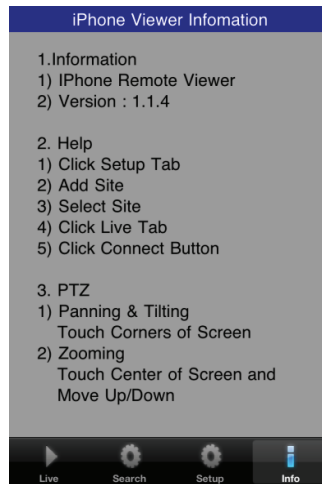 iPhone Viewer Infomation
1.Information
1) IPhone Remote Viewer
2) Version : 1.1.4
2. Help
1) Click Setup Tab
2) Add Site
3) Select Site
4) Click Live Tab
5) Click Connect Button
3. PTZ
1) Panning & Tilting
Touch Corners of Screen
2) Zooming
Touch Center of Screen and
Move Up/Down
Live Search Setup Info